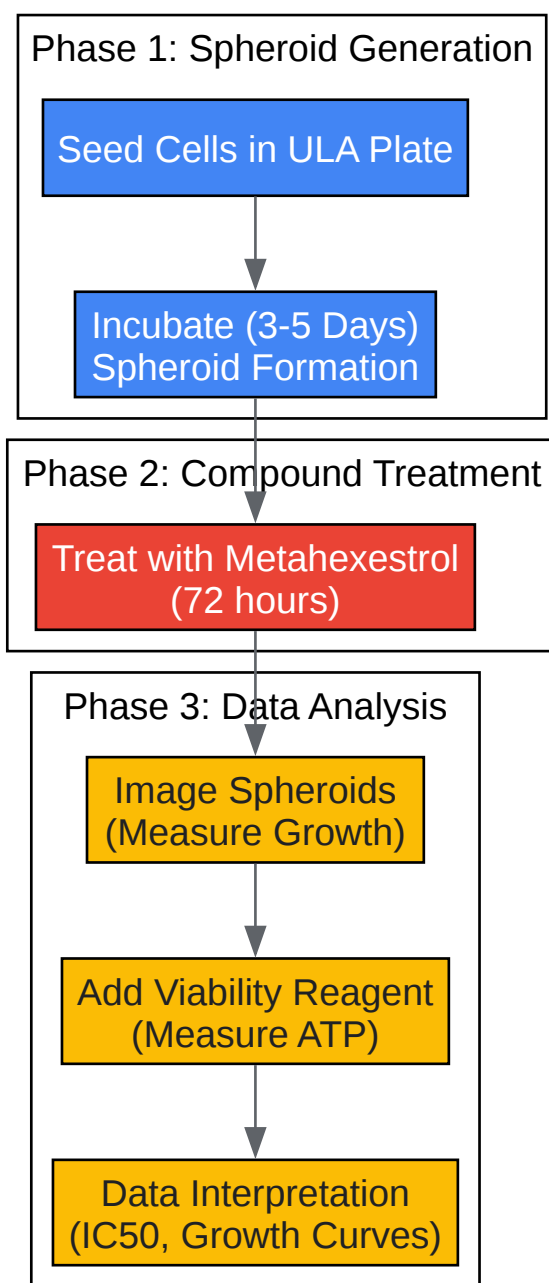 Phase 1: Spheroid Generation
Seed Cells in ULA Plate
Incubate (3-5 Days)
Spheroid Formation
Phase 2: Compound Treatment
Treat with Metahexestrol
(72 hours)
Phase 3: Data Analysis
Image Spheroids
(Measure Growth)
Add Viability Reagent
(Measure ATP)
Data Interpretation
(IC50, Growth Curves)